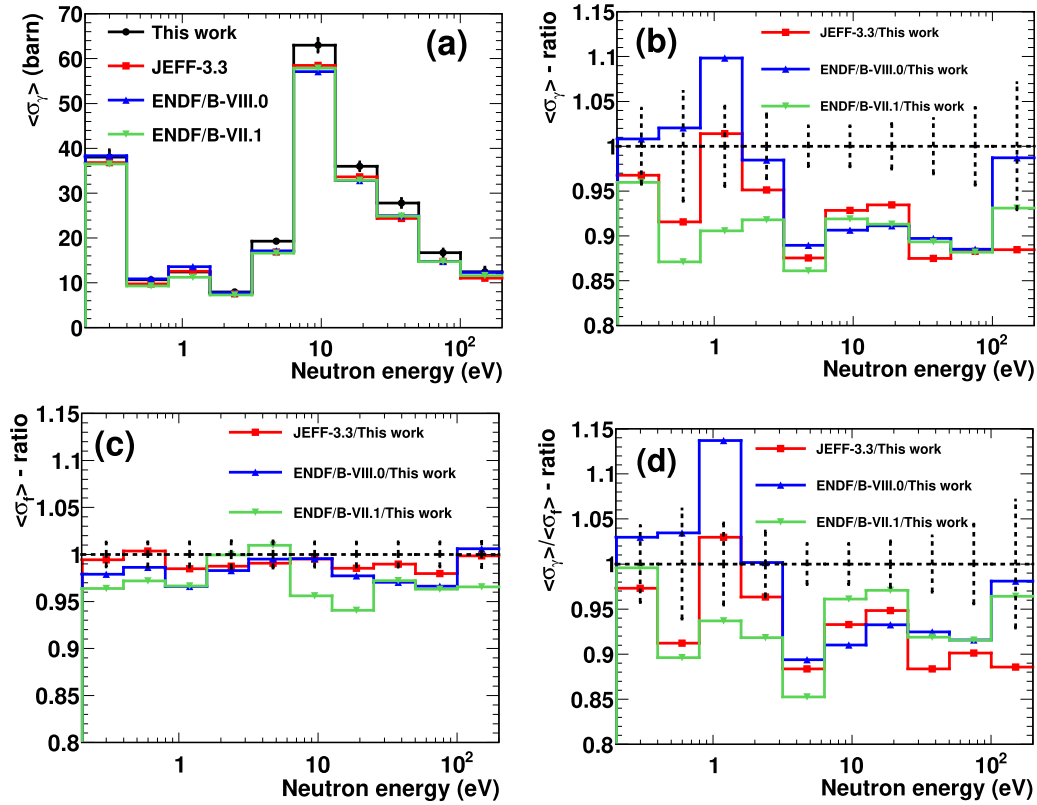 (a)
This work
JEFF-3.3
ENDF/B-VIII.0
ENDF/B-VII.1
<σγ> (barn)
70
60
50
40
30
20
10
0
1 10 10²
Neutron energy (eV)
(b)
JEFF-3.3/This work
ENDF/B-VIII.0/This work
ENDF/B-VII.1/This work
<σγ> - ratio
1.15
1.1
1.05
1
0.95
0.9
0.85
0.8
1 10 10²
Neutron energy (eV)
(c)
JEFF-3.3/This work
ENDF/B-VIII.0/This work
ENDF/B-VII.1/This work
<σf> - ratio
1.15
1.1
1.05
1
0.95
0.9
0.85
0.8
1 10 10²
Neutron energy (eV)
(d)
JEFF-3.3/This work
ENDF/B-VIII.0/This work
ENDF/B-VII.1/This work
<σγ>/<σf> - ratio
1.15
1.1
1.05
1
0.95
0.9
0.85
0.8
1 10 10²
Neutron energy (eV)